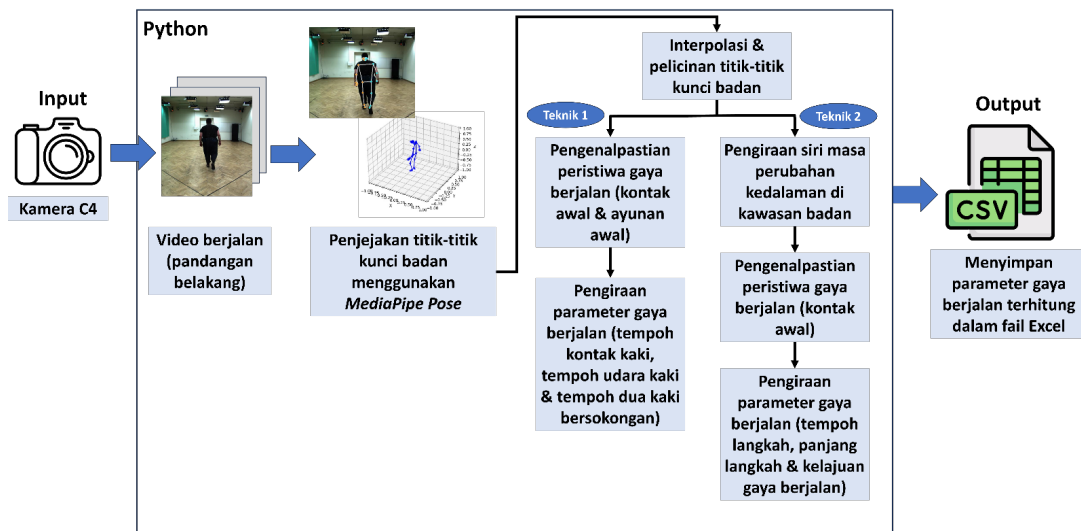 Python
Input
Kamera C4
Video berjalan
(pandangan
belakang)
Penjejakan titik-titik
kunci badan
menggunakan
MediaPipe Pose
Interpolasi &
pelicinan titik-titik
kunci badan
Teknik 1
Pengenalpastian
peristiwa gaya
berjalan (kontak
awal & ayunan
awal)
Pengiraan
parameter gaya
berjalan (tempoh
kontak kaki,
tempoh udara kaki
& tempoh dua kaki
bersokongan)
Teknik 2
Pengiraan siri masa
perubahan
kedalaman di
kawasan badan
Pengenalpastian
peristiwa gaya
berjalan (kontak
awal)
Pengiraan
parameter gaya
berjalan (tempoh
langkah, panjang
langkah & kelajuan
gaya berjalan)
Output
CSV
Menyimpan
parameter gaya
berjalan terhitung
dalam fail Excel